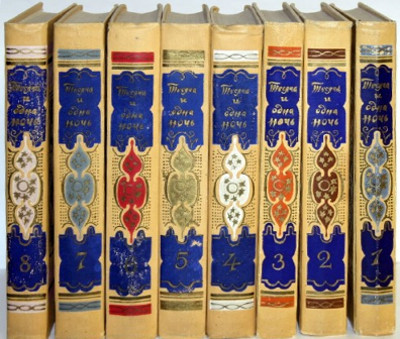 Тысяча
и
одна
ночь
8
Тысяча
и
одна
ночь
7
Тысяча
и
одна
ночь
Тысяча
и
одна
ночь
5
Тысяча
и
одна
ночь
4
Тысяча
и
одна
ночь
3
Тысяча
и
одна
ночь
2
Тысяча
и
одна
ночь
1